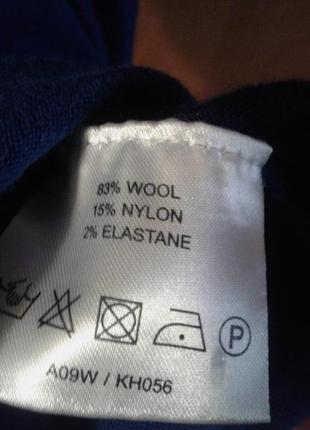 83% WOOL
15% NYLON
2% ELASTANE
P
A09W / KH056